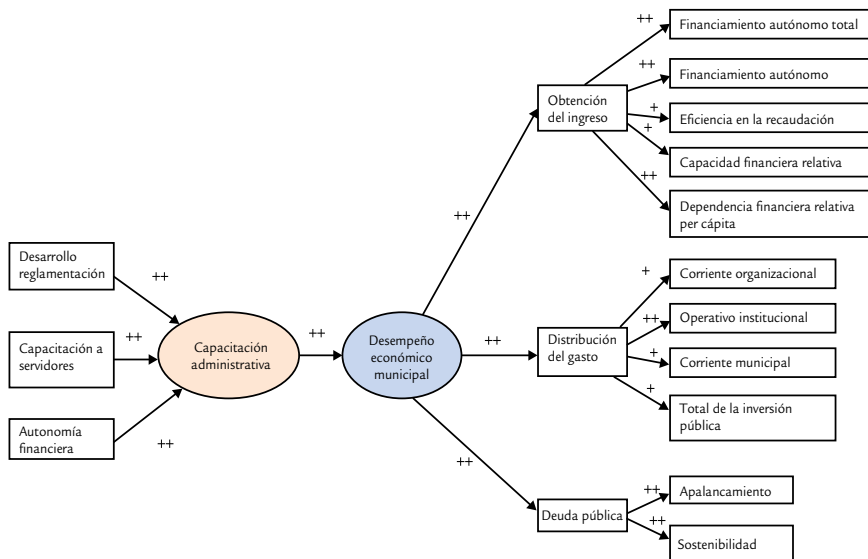 ++
Financiamiento autónomo total
++
++
Financiamiento autónomo
Obtención
del ingreso
+
Eficiencia en la recaudación
+
Capacidad financiera relativa
++
Dependencia financiera relativa
per cápita
++
Desarrollo
reglamentación
++
Capacitación a
servidores
++
Autonomía
financiera
++
Capacitación
administrativa
++
Desempeño
económico
municipal
++
Distribución
del gasto
+
Corriente organizacional
++
Operativo institucional
+
Corriente municipal
+
Total de la inversión
pública
++
Deuda pública
++
Apalancamiento
++
Sostenibilidad